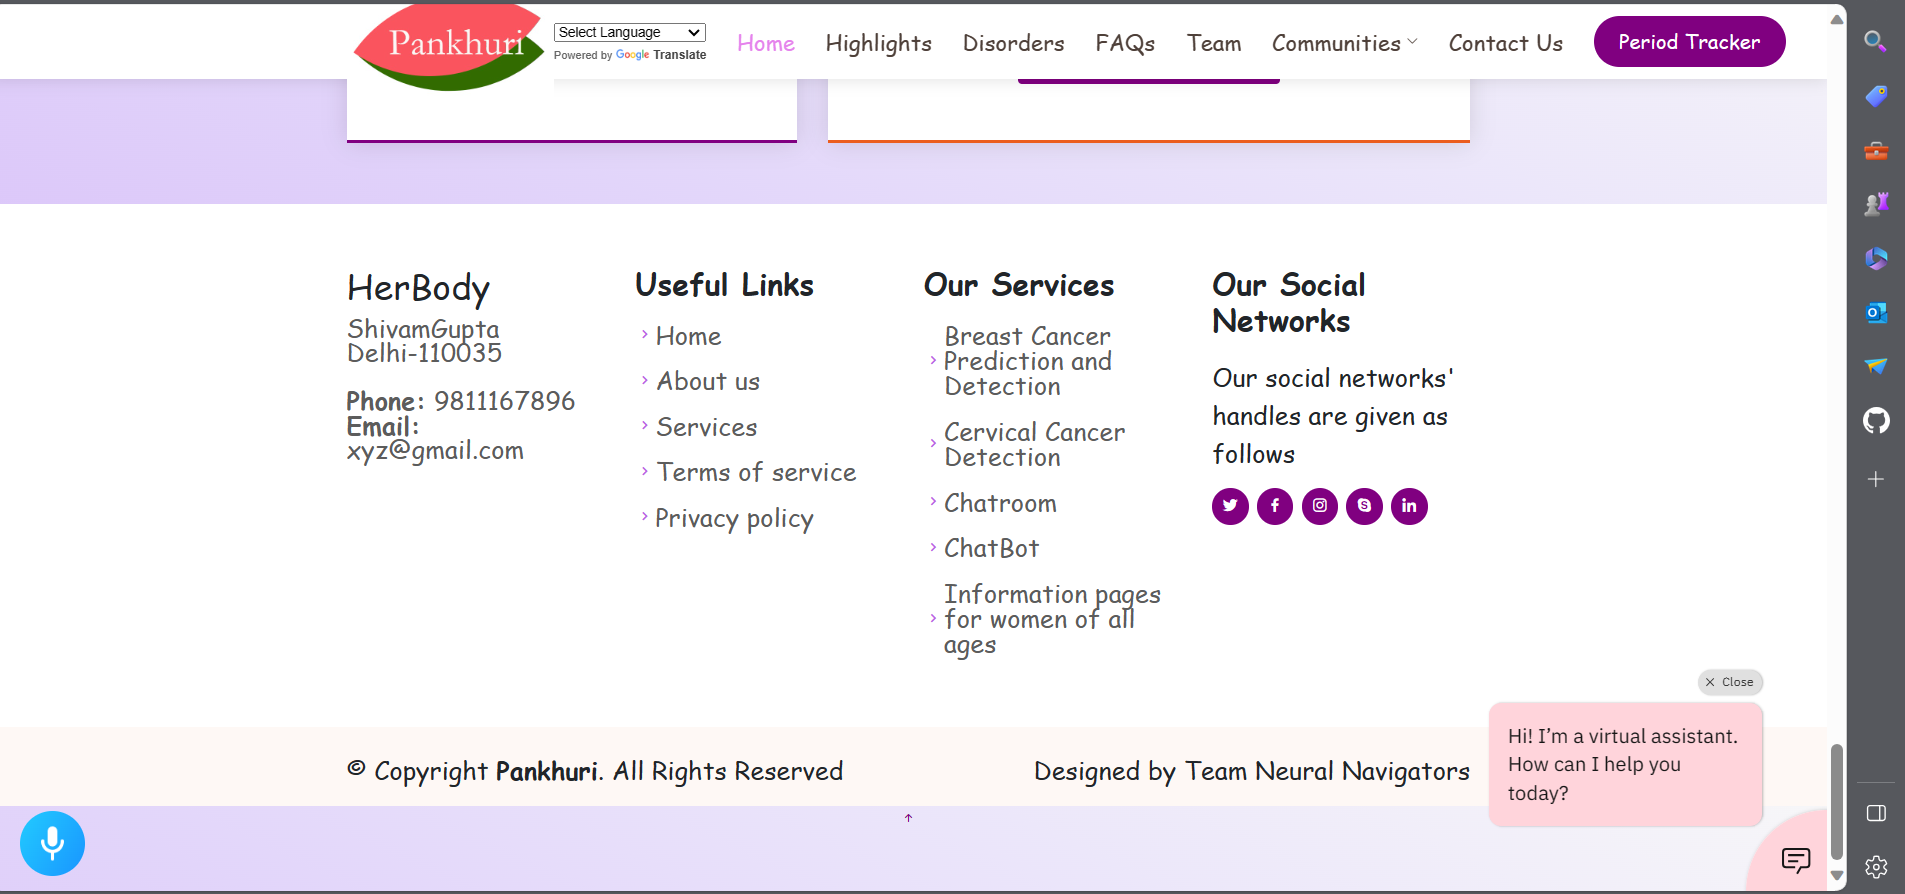 Pankhuri
Select Language
Powered by Google Translate
Home
Highlights
Disorders
FAQs
Team
Communities
Contact Us
Period Tracker
HerBody
ShivamGupta
Delhi-110035
Phone: 9811167896
Email:
xyz@gmail.com
Useful Links
Home
About us
Services
Terms of service
Privacy policy
Our Services
Breast Cancer
Prediction and
Detection
Cervical Cancer
Detection
Chatroom
ChatBot
Information pages
for women of all
ages
Our Social
Networks
Our social networks'
handles are given as
follows
Close
Hi! I’m a virtual assistant.
How can I help you
today?
© Copyright Pankhuri. All Rights Reserved
Designed by Team Neural Navigators